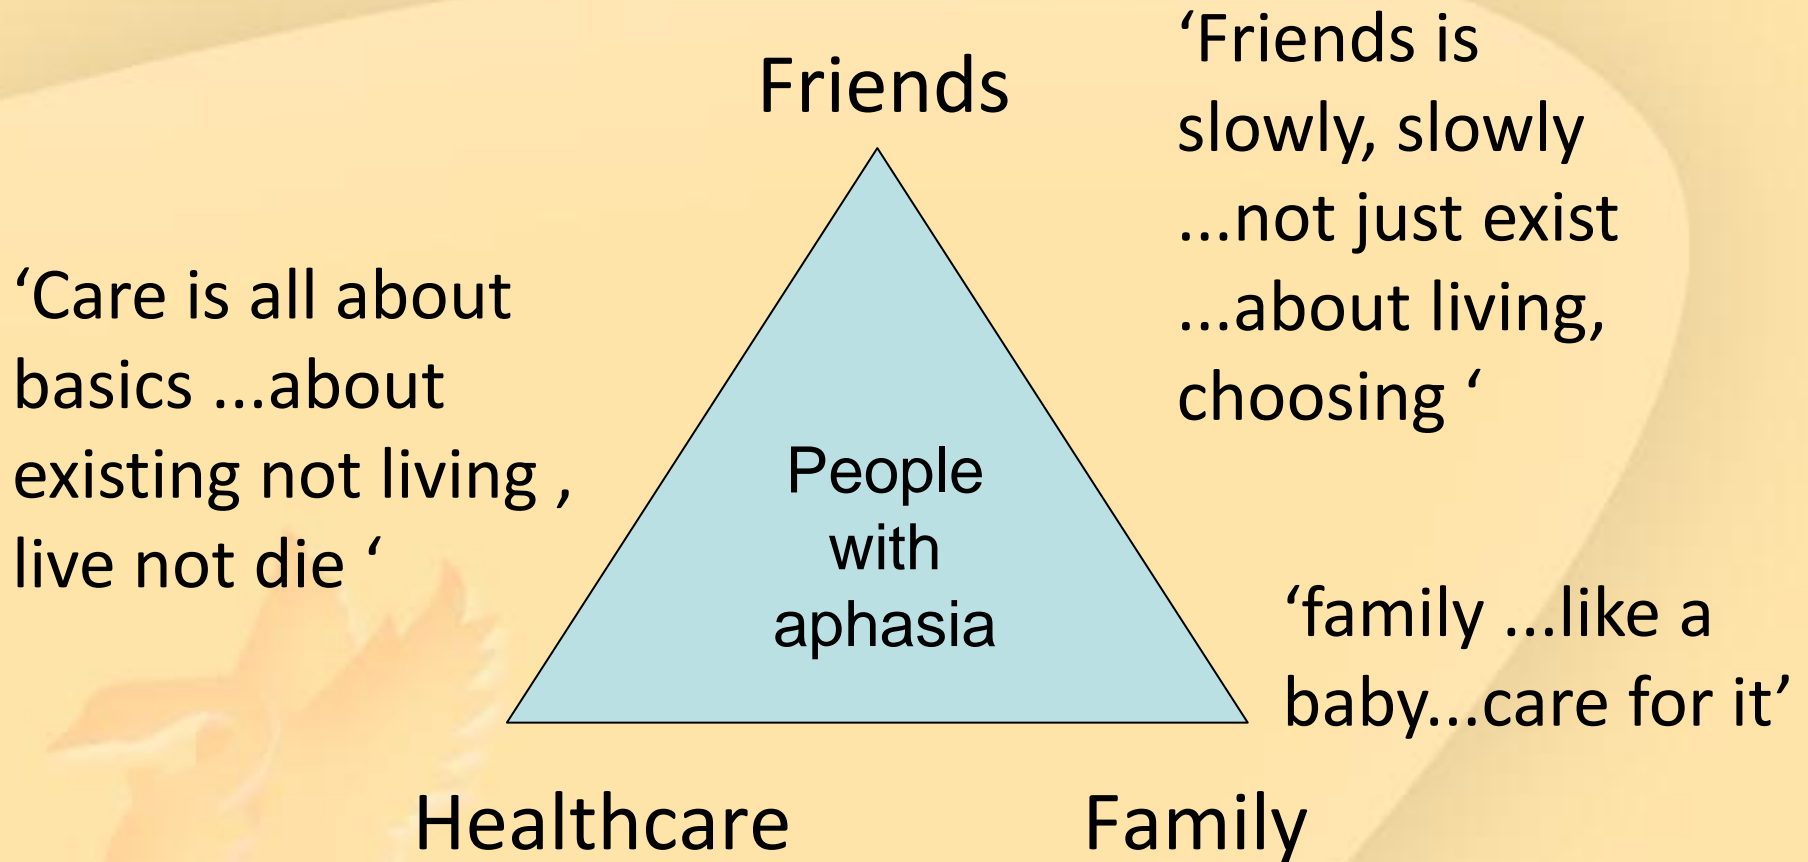 Friends
‘Friends is
slowly, slowly
...not just exist
...about living,
choosing ‘
‘Care is all about
basics ...about
existing not living ,
live not die ‘
People
with
aphasia
‘family ...like a
baby...care for it’
Healthcare
Family